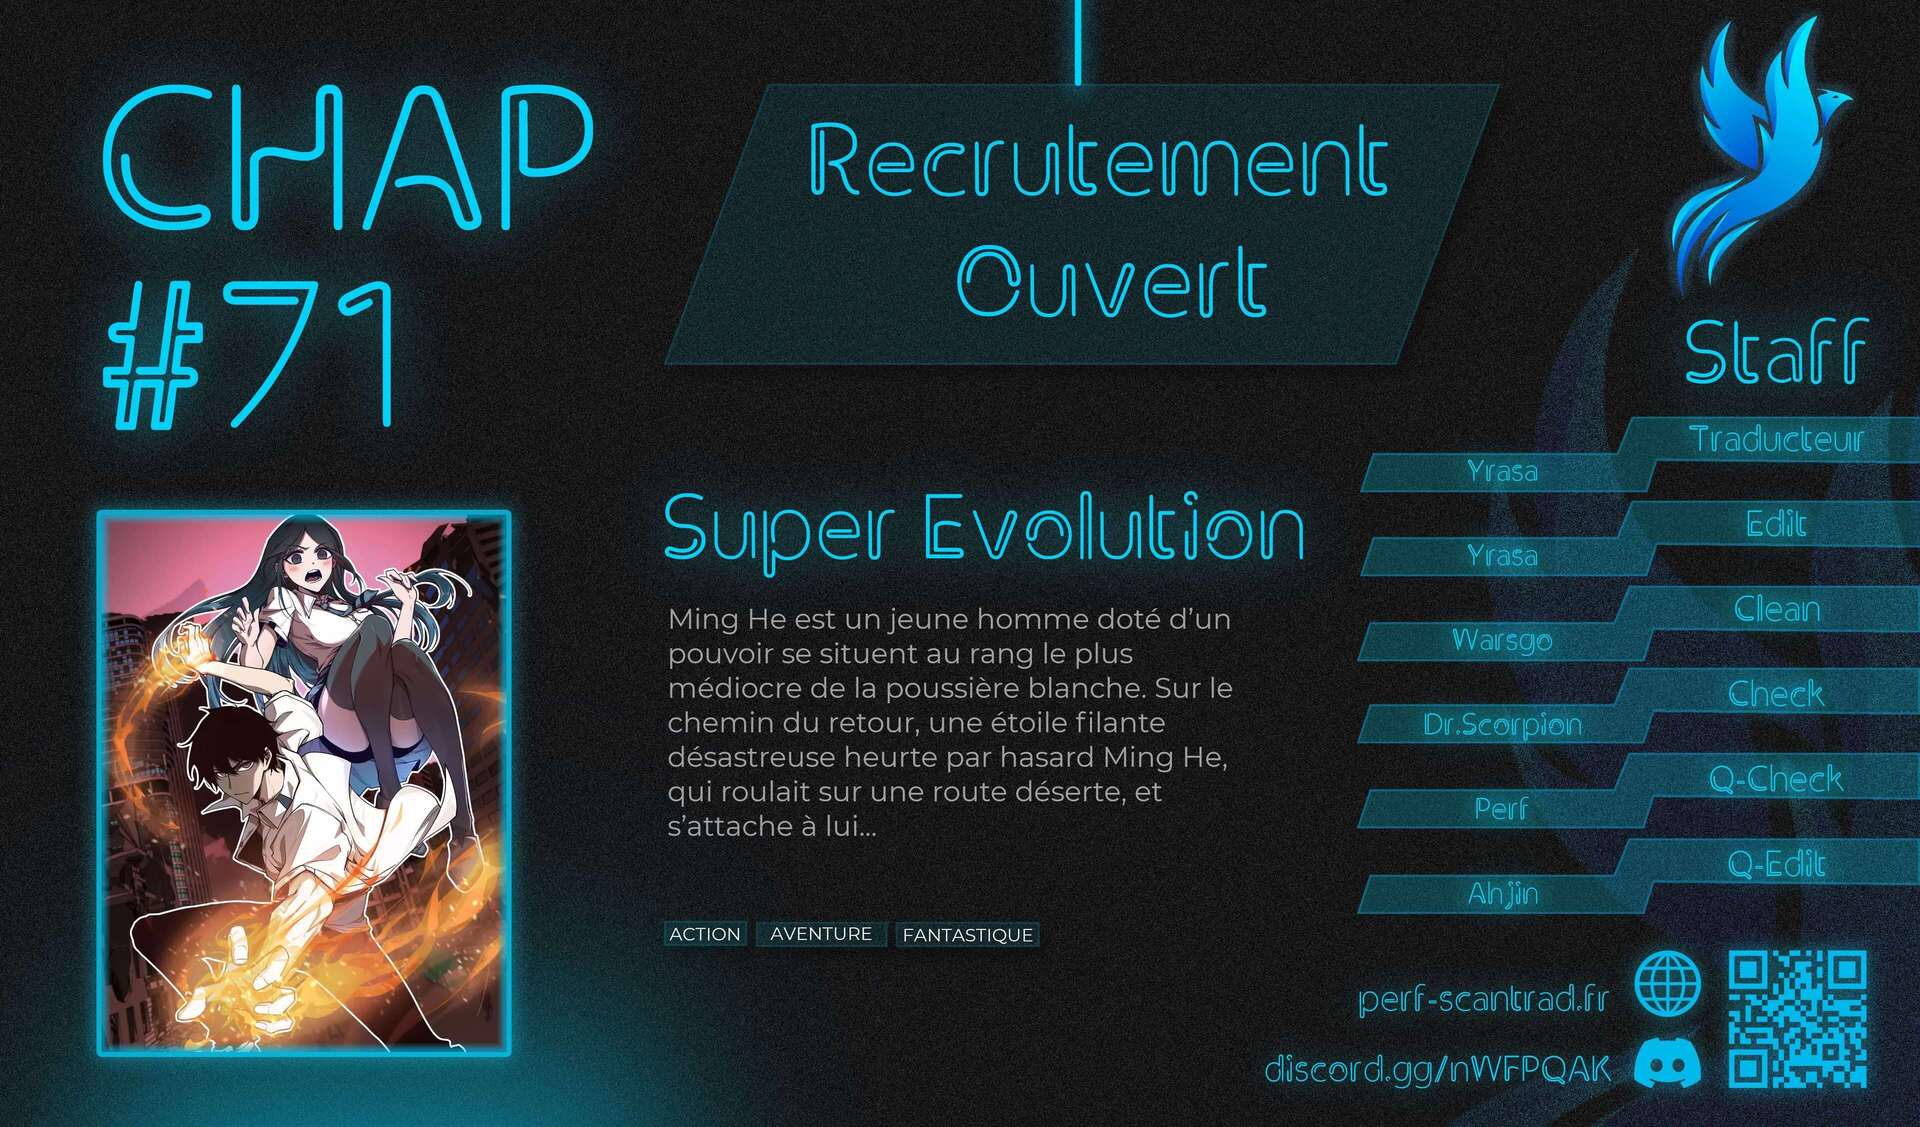 CHAP
#71
Recrutement
Ouvert
Super Evolution
Ming He est un jeune homme doté d’un
pouvoir se situent au rang le plus
médiocre de la poussière blanche. Sur le
chemin du retour, une étoile filante
désastreuse heurte par hasard Ming He,
qui roulait sur une route déserte, et
s’attache à lui...
ACTION AVENTURE FANTASTIQUE
Staff
Traducteur
Yrasa
Edit
Yrasa
Clean
Warsgo
Check
Dr.Scorpion
Q-Check
Perf
Q-Edit
Ahjin
perf-scantrad.fr
discord.gg/nWFPQAK